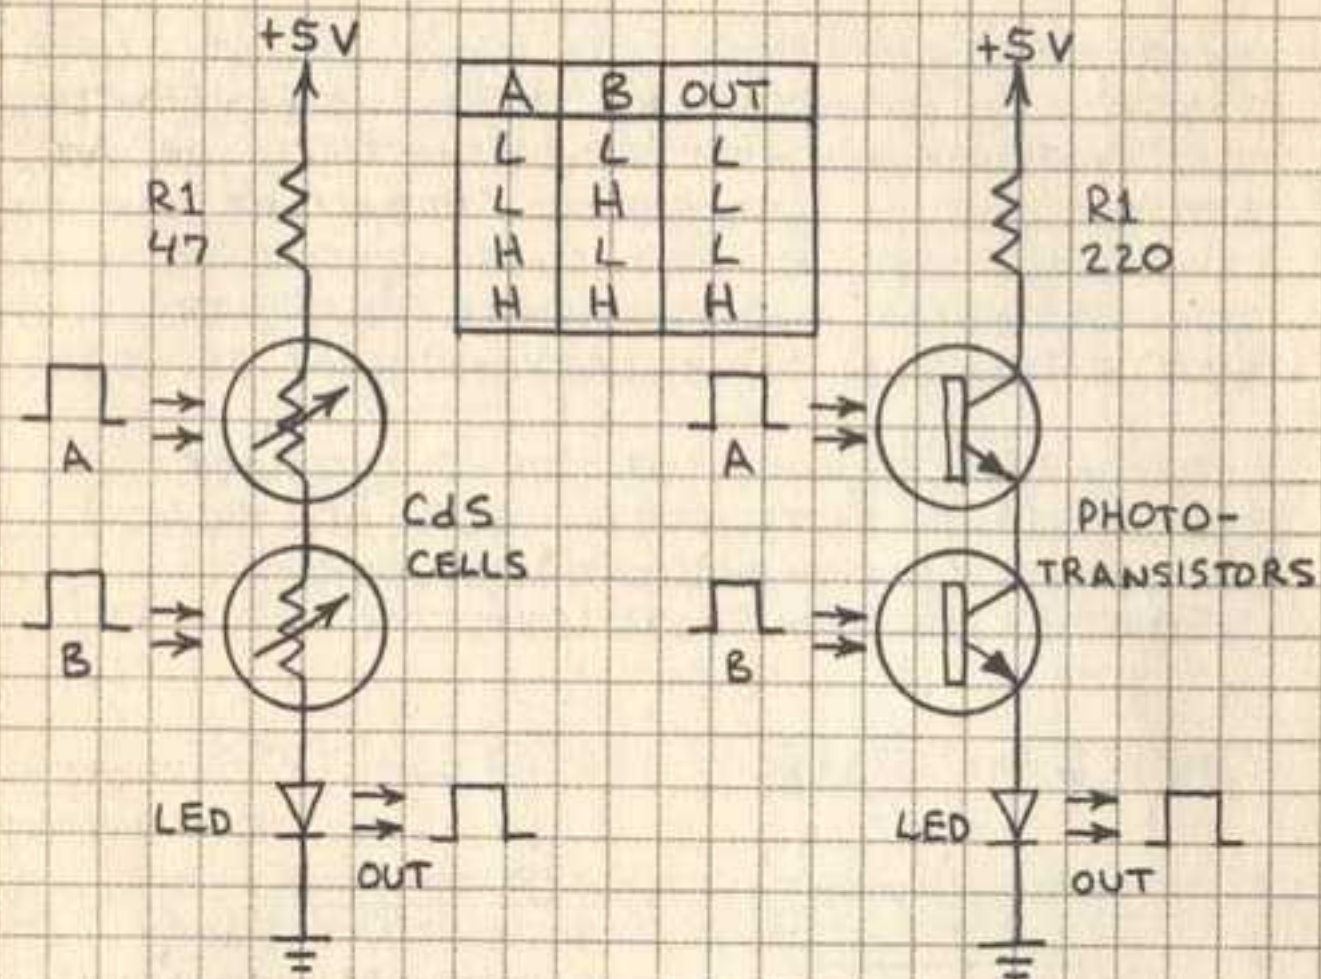 +5V
R1
47
A
B
CdS
CELLS
LED
OUT
A B OUT
L L L
L H L
H L L
H H H
+5V
R1
220
A
B
PHOTO-
TRANSISTORS
LED
OUT